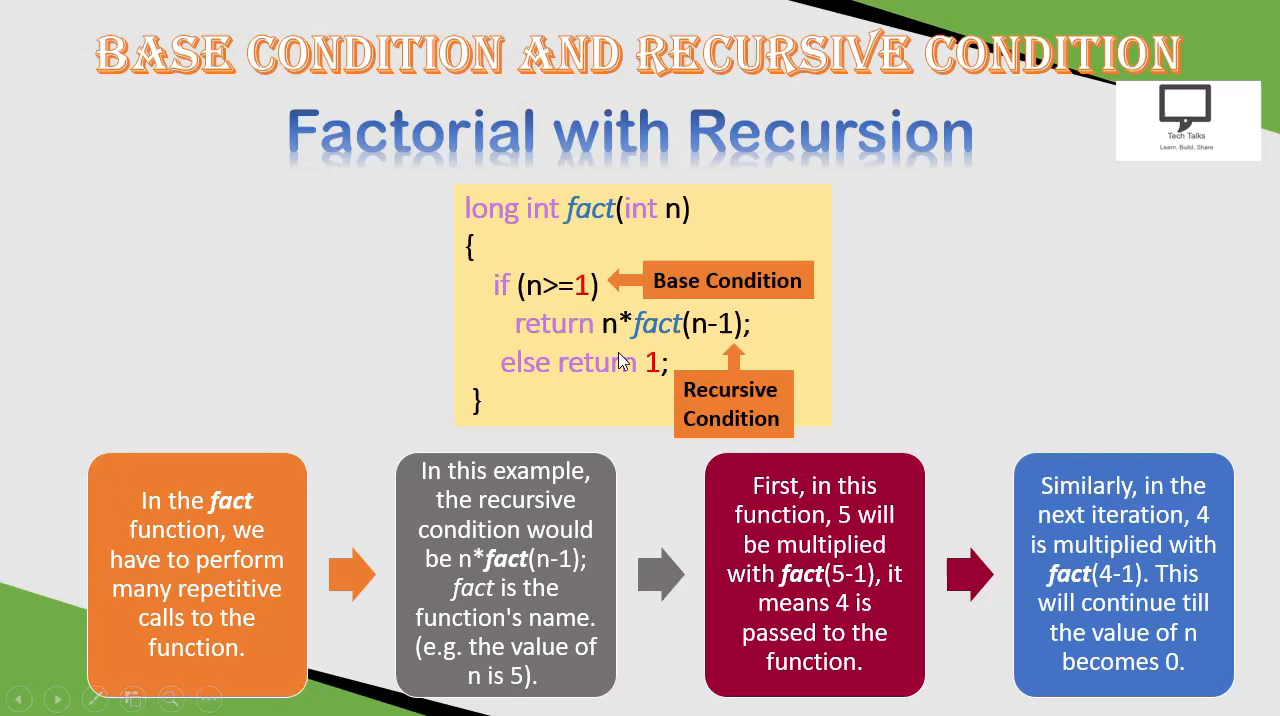 BASE CONDITION AND RECURSIVE CONDITION
Factorial with Recursion
Tech Talks
Learn, Build, Share
long int fact(int n)
{
if (n>=1)
Base Condition
return n*fact(n-1);
else return 1;
Recursive
Condition
}
In the fact
function, we
have to perform
many repetitive
calls to the
function.
In this example,
the recursive
condition would
be n*fact(n-1);
fact is the
function's name.
(e.g. the value of
n is 5).
First, in this
function, 5 will
be multiplied
with fact(5-1), it
means 4 is
passed to the
function.
Similarly, in the
next iteration, 4
is multiplied with
fact(4-1). This
will continue till
the value of n
becomes 0.